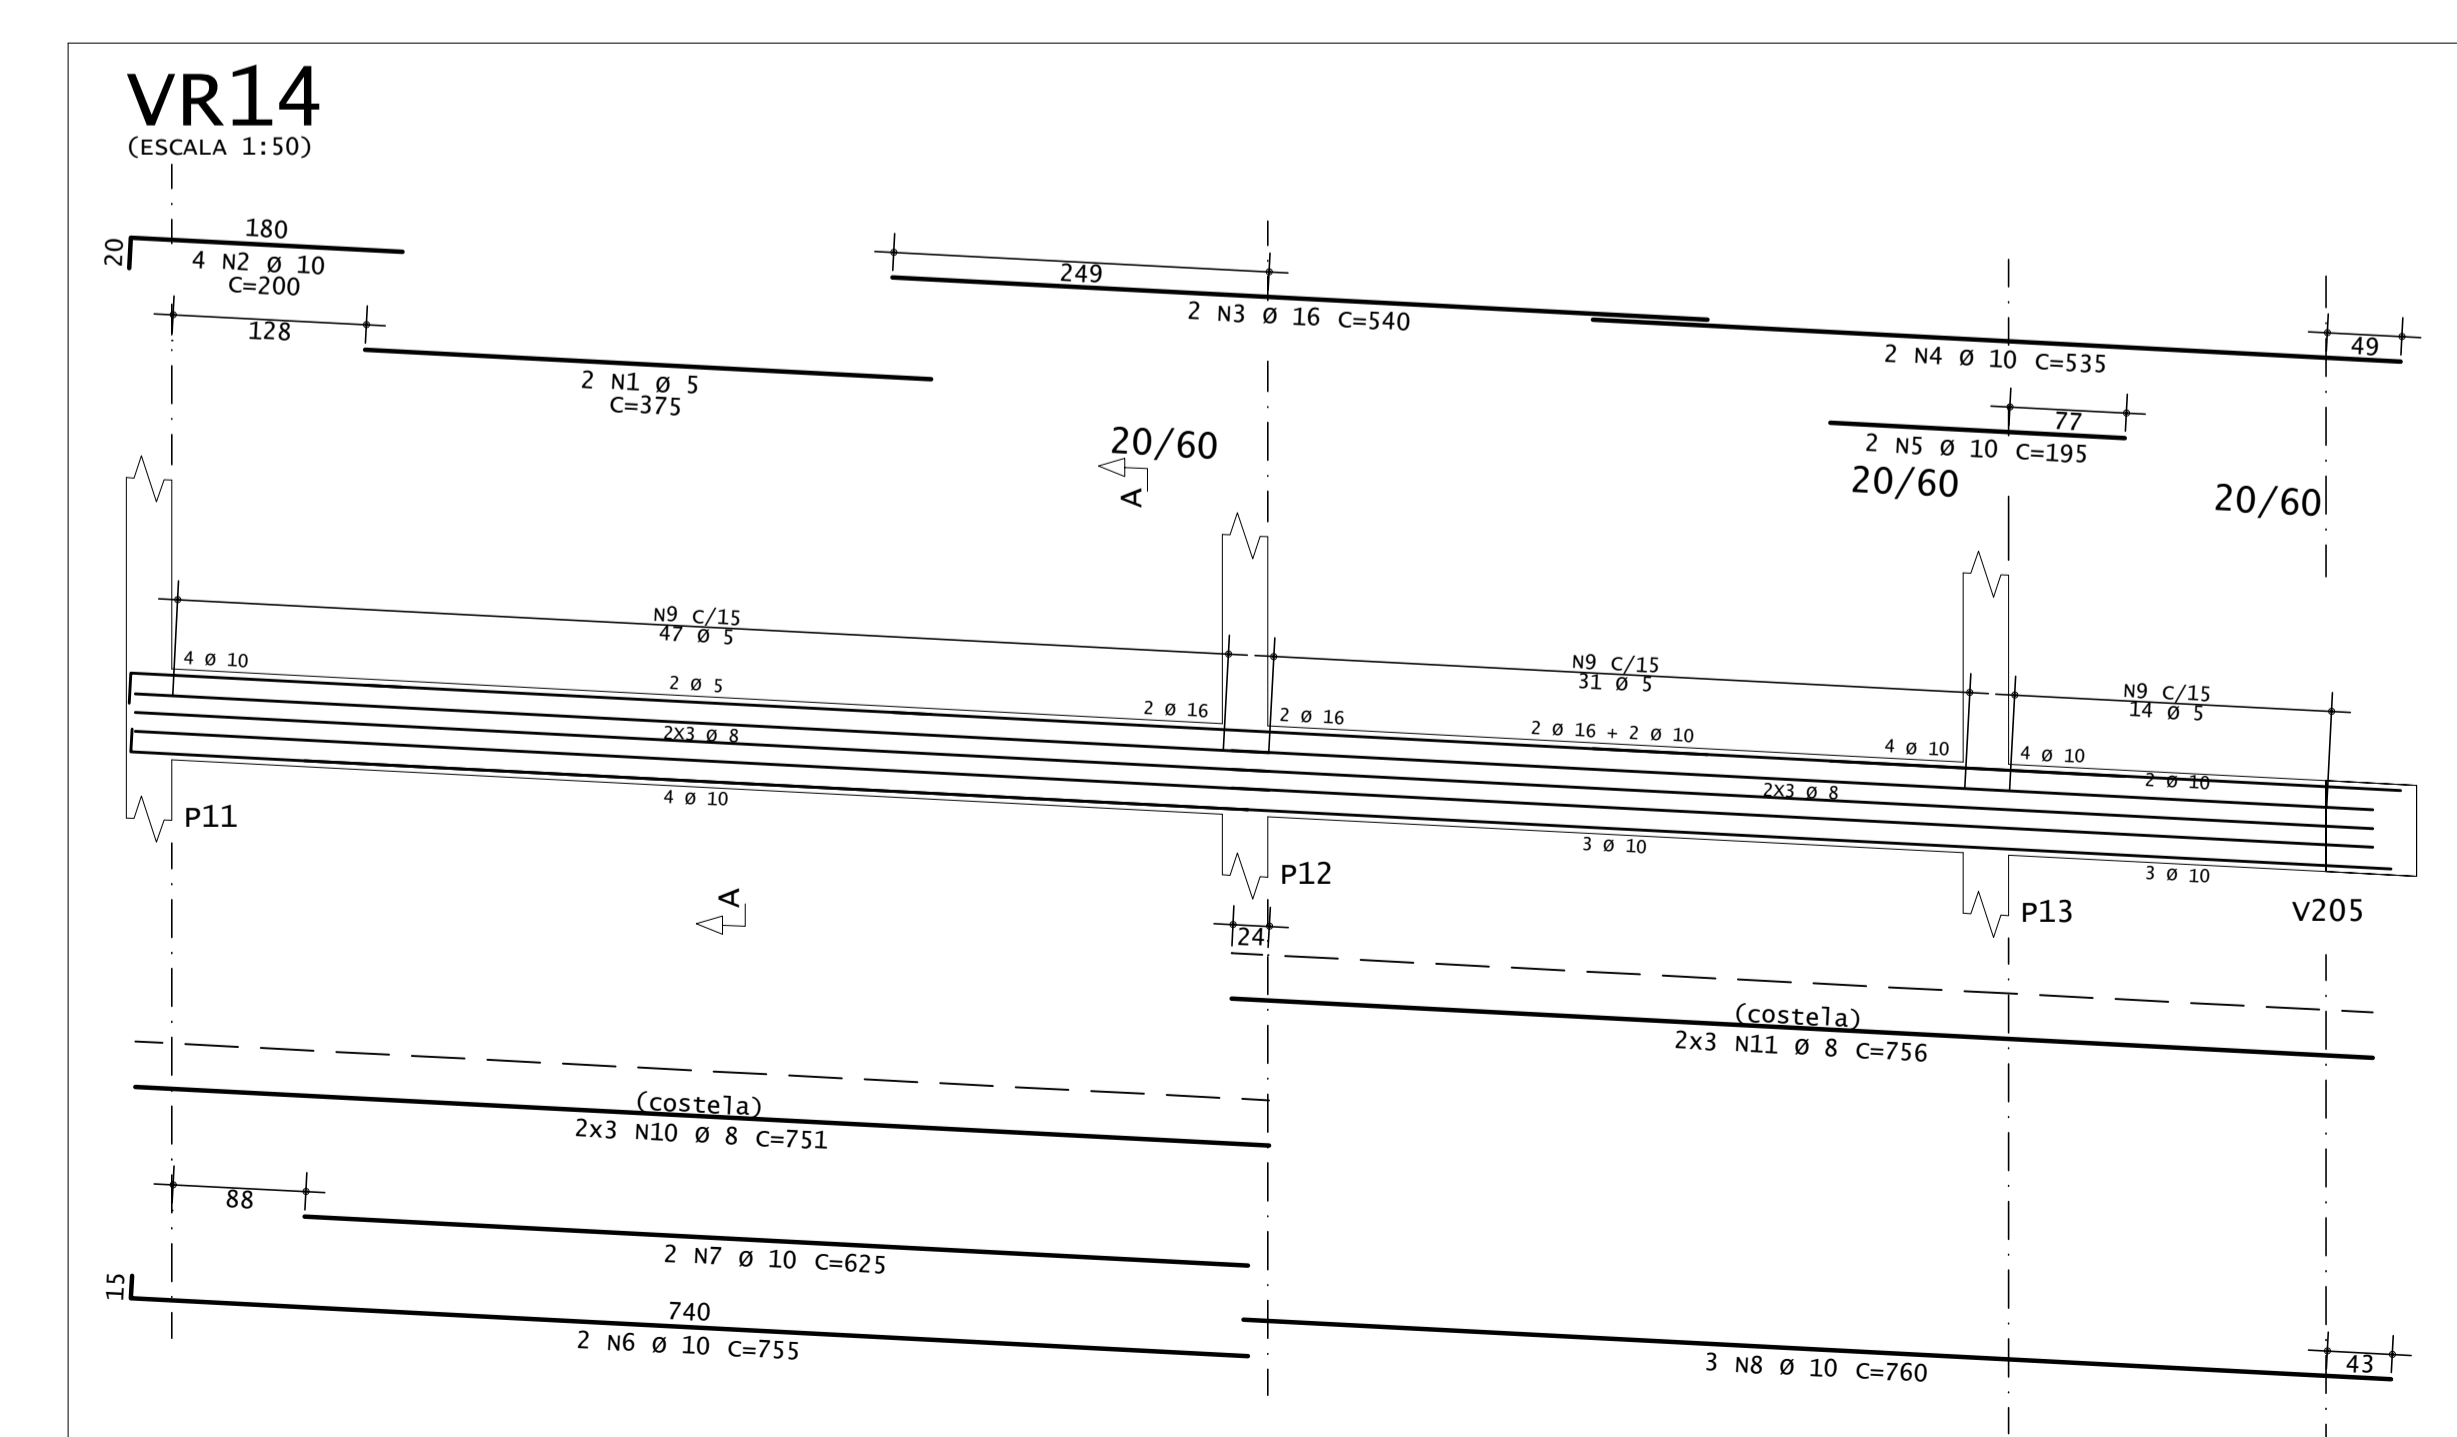 VR14
(ESCALA 1:50)
180
20
4 N2 Ø 10
C=200
128
249
2 N3 Ø 16 C=540
2 N1 Ø 5
C=375
2 N4 Ø 10 C=535
49
77
2 N5 Ø 10 C=195
20/60
A
20/60
20/60
N9 C/15
47 Ø 5
N9 C/15
31 Ø 5
N9 C/15
14 Ø 5
4 Ø 10
2 Ø 5
2 Ø 16
2 Ø 16
2 Ø 16 + 2 Ø 10
4 Ø 10
4 Ø 10
2 Ø 10
2X3 Ø 8
2X3 Ø 8
4 Ø 10
3 Ø 10
3 Ø 10
P11
P12
P13
V205
A
24
(costela)
2x3 N11 Ø 8 C=756
(costela)
2x3 N10 Ø 8 C=751
88
2 N7 Ø 10 C=625
15
740
2 N6 Ø 10 C=755
3 N8 Ø 10 C=760
43